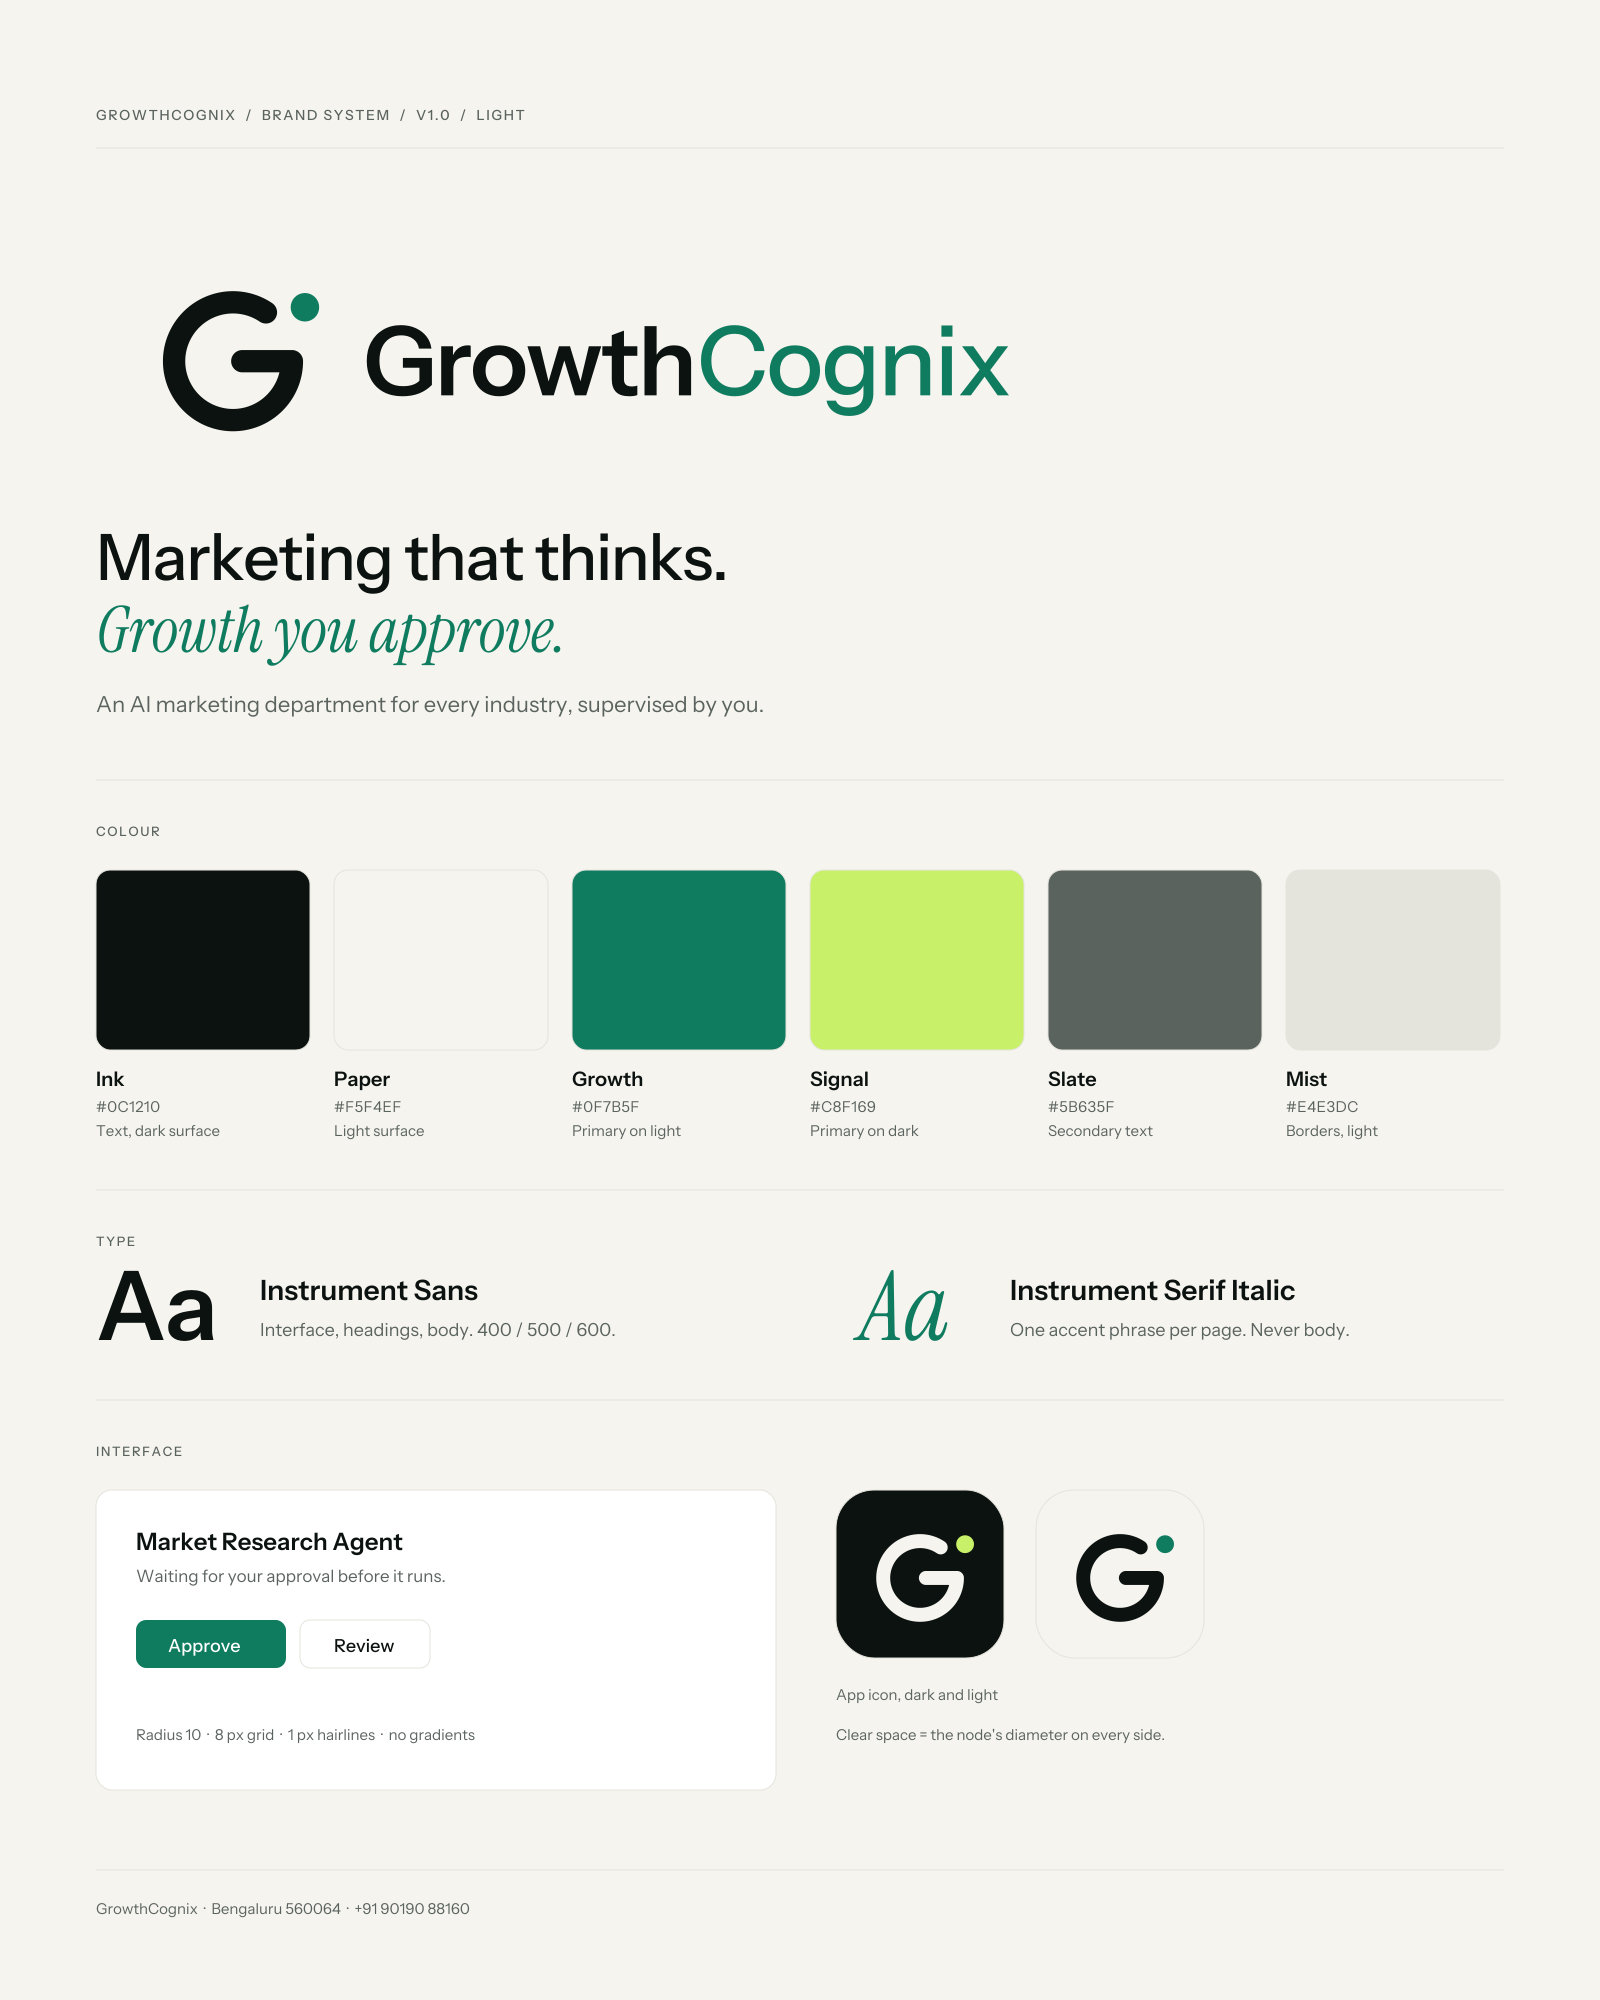 GROWTHCOGNIX / BRAND SYSTEM / V1.0 / LIGHT
GrowthCognix
Marketing that thinks.
Growth you approve.
An AI marketing department for every industry, supervised by you.
COLOUR
Ink
#0C1210
Text, dark surface
Paper
#F5F4EF
Light surface
Growth
#0F7B5F
Primary on light
Signal
#C8F169
Primary on dark
Slate
#5B635F
Secondary text
Mist
#E4E3DC
Borders, light
TYPE
Aa
Instrument Sans
Interface, headings, body. 400 / 500 / 600.
Aa
Instrument Serif Italic
One accent phrase per page. Never body.
INTERFACE
Market Research Agent
Waiting for your approval before it runs.
Approve
Review
Radius 10 · 8 px grid · 1 px hairlines · no gradients
App icon, dark and light
Clear space = the node's diameter on every side.
GrowthCognix · Bengaluru 560064 · +91 90190 88160